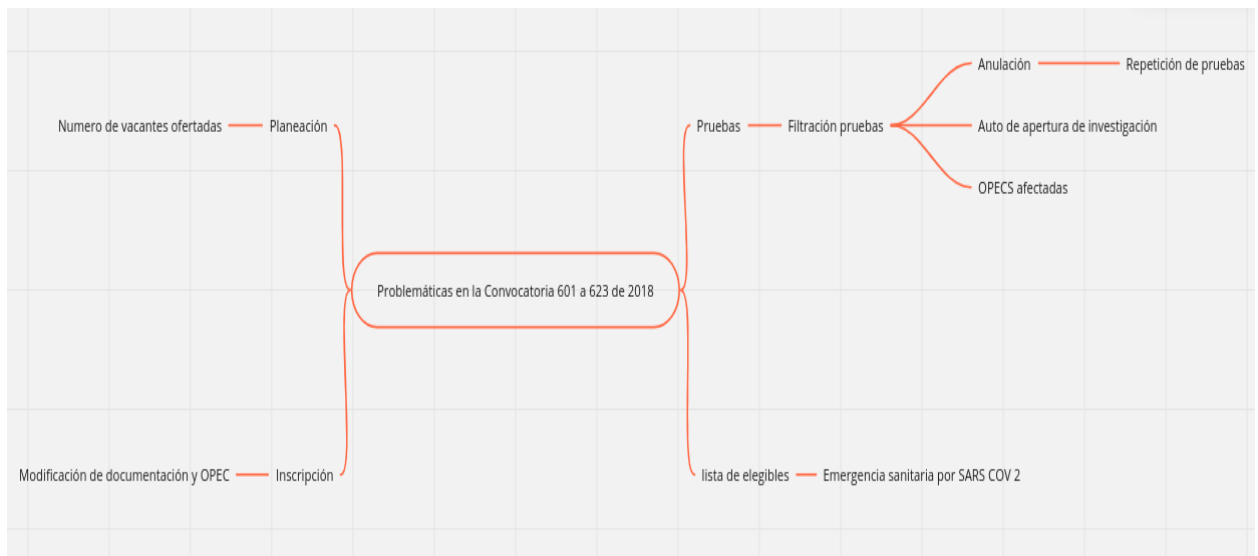 Anulación
Repetición de pruebas
Numero de vacantes ofertadas
Planeación
Pruebas
Filtración pruebas
Auto de apertura de investigación
OPECS afectadas
Problemáticas en la Convocatoria 601 a 623 de 2018
Modificación de documentación y OPEC
Inscripción
lista de elegibles
Emergencia sanitaria por SARS COV 2